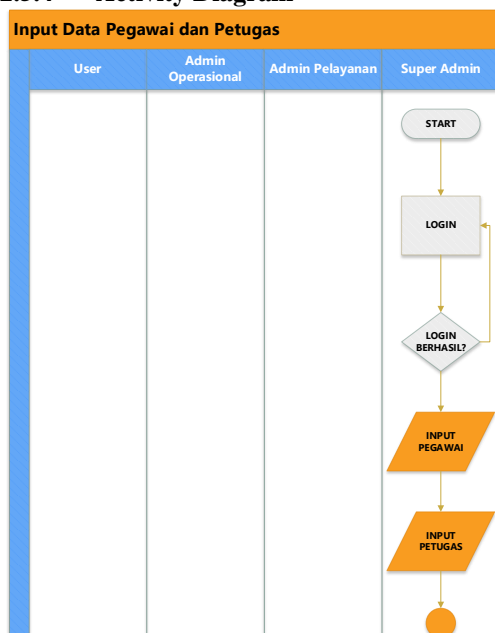 Activity Diagram
Input Data Pegawai dan Petugas
User
Admin
Operasional
Admin Pelayanan
Super Admin
START
LOGIN
LOGIN
BERHASIL?
INPUT
PEGAWAI
INPUT
PETUGAS